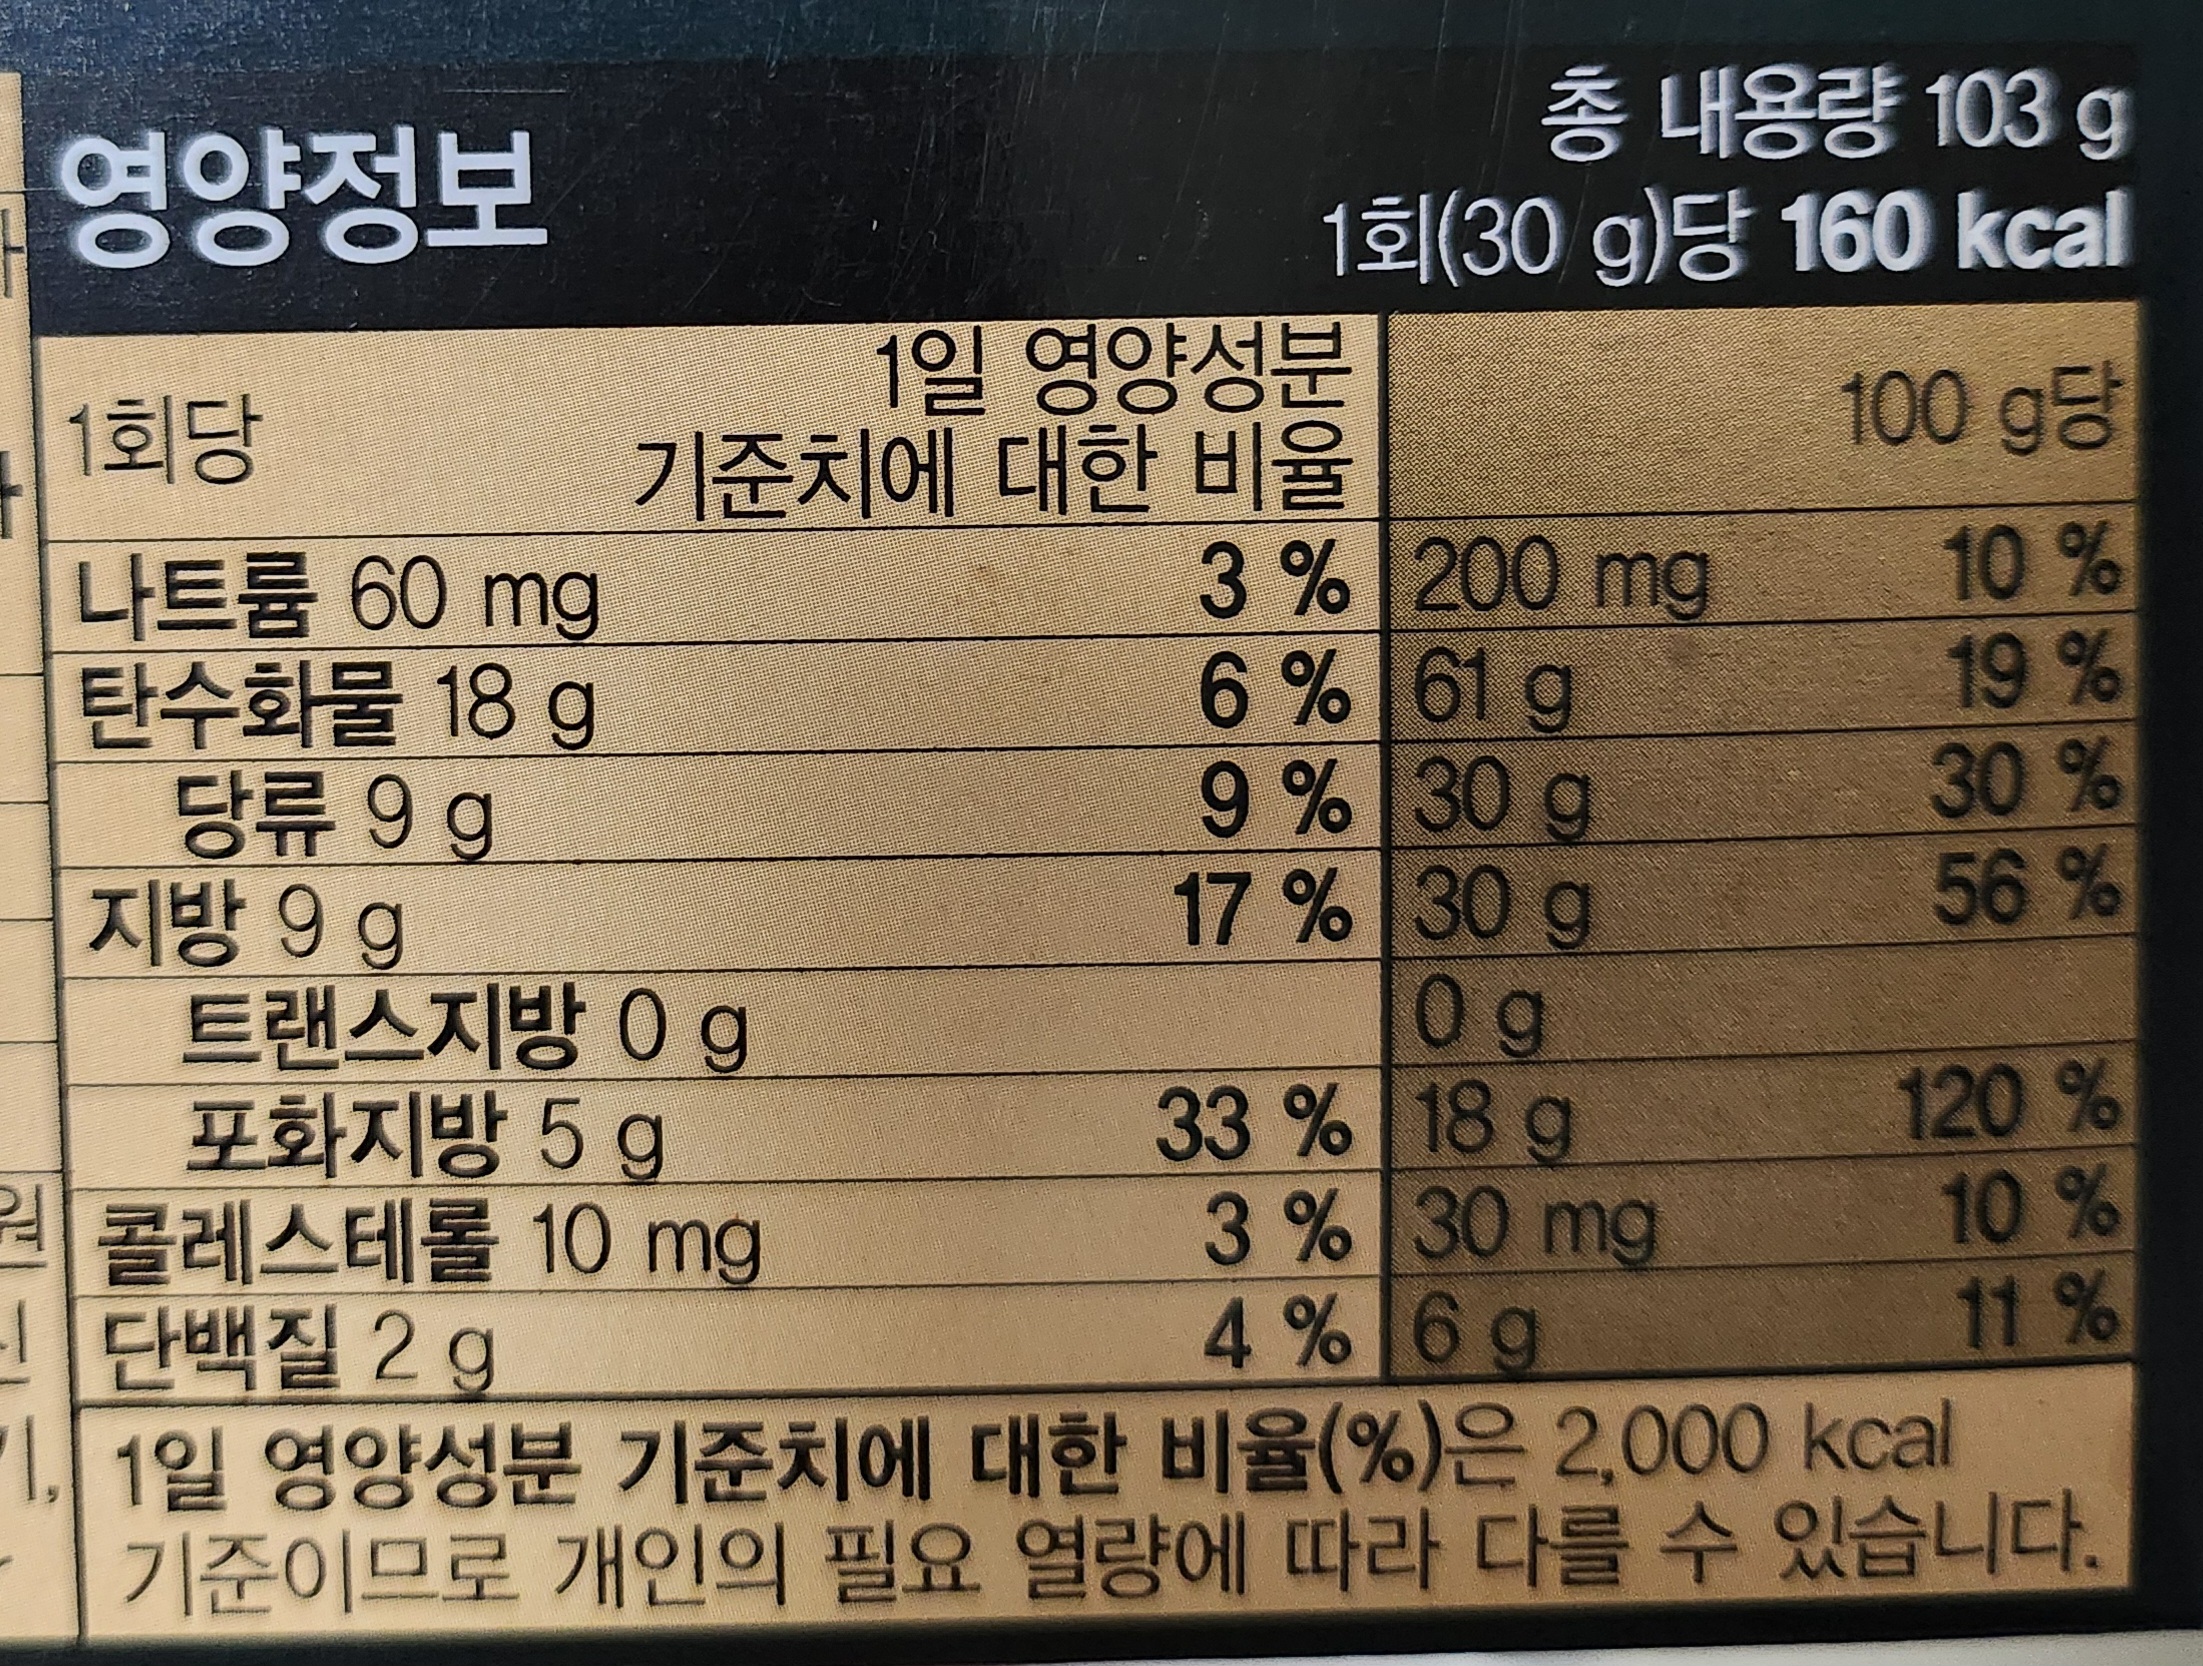 영양정보
총 내용량 103 g
1회(30 g)당 160 kcal
1회당
1일 영양성분
기준치에 대한 비율
100 g당
나트륨 60 mg 3 % 200 mg 10 %
탄수화물 18 g 6 % 61 g 19 %
당류 9 g 9 % 30 g 30 %
지방 9 g 17 % 30 g 56 %
트랜스지방 0 g 0 g
포화지방 5 g 33 % 18 g 120 %
콜레스테롤 10 mg 3 % 30 mg 10 %
단백질 2 g 4 % 6 g 11 %
1일 영양성분 기준치에 대한 비율(%)은 2,000 kcal
기준이므로 개인의 필요 열량에 따라 다를 수 있습니다.